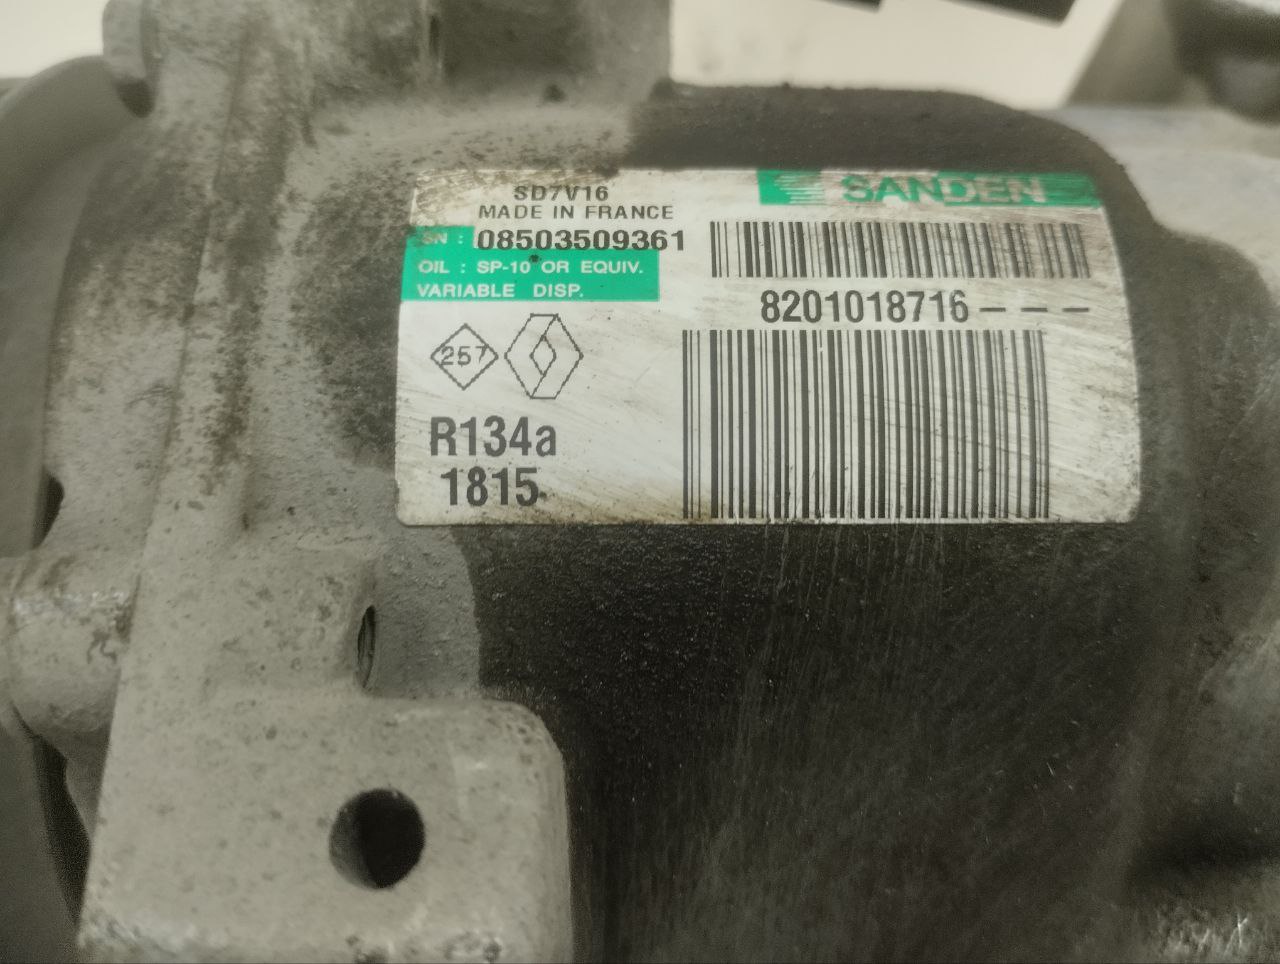 SD7V16
MADE IN FRANCE
SANDEN
SN : 08503509361
OIL : SP-10 OR EQUIV.
VARIABLE DISP.
8201018716---
257
R134a
1815